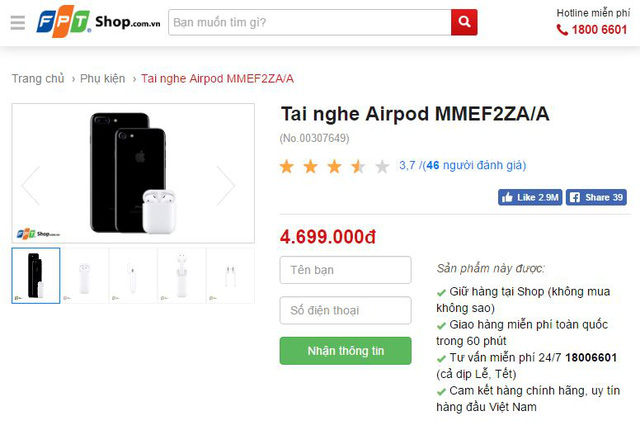 FPT Shop.com.vn
Bạn muốn tìm gì?
Hotline miễn phí
1800 6601
Trang chủ › Phụ kiện › Tai nghe Airpod MMEF2ZA/A
Tai nghe Airpod MMEF2ZA/A
(No.00307649)
3,7 /(46 người đánh giá)
Like 2.9M
Share 39
FPT Shop.com.vn
4.699.000đ
Tên bạn
Số điện thoại
Nhận thông tin
Sản phẩm này được:
Giữ hàng tại Shop (không mua
không sao)
Giao hàng miễn phí toàn quốc
trong 60 phút
Tư vấn miễn phí 24/7 18006601
(cả dịp Lễ, Tết)
Cam kết hàng chính hãng, uy tín
hàng đầu Việt Nam